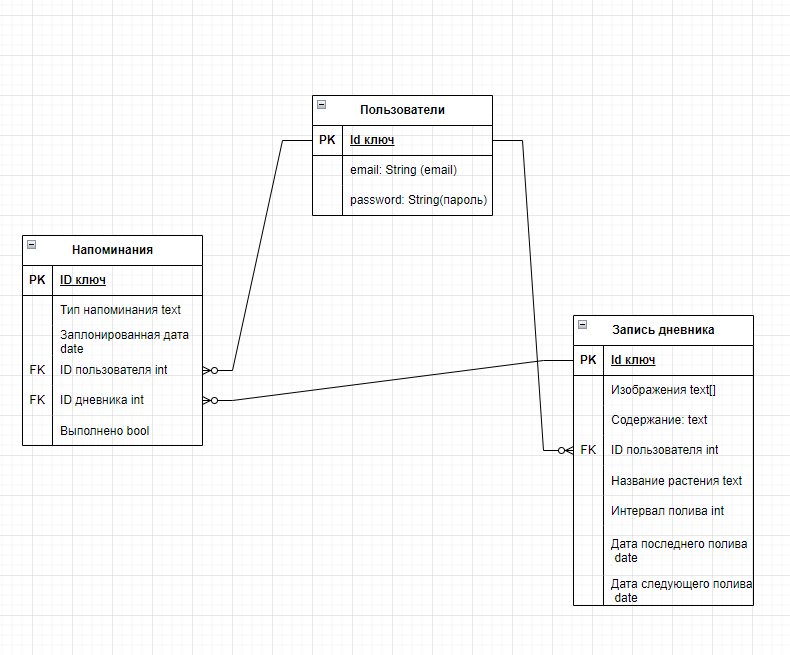 Пользователи
PK Id ключ
email: String (email)
password: String(пароль)
Напоминания
PK ID ключ
Тип напоминания text
Заплонированная дата
date
FK ID пользователя int
FK ID дневника int
Выполнено bool
Запись дневника
PK Id ключ
Изображения text[]
Содержание: text
FK ID пользователя int
Название растения text
Интервал полива int
Дата последнего полива
date
Дата следующего полива
date